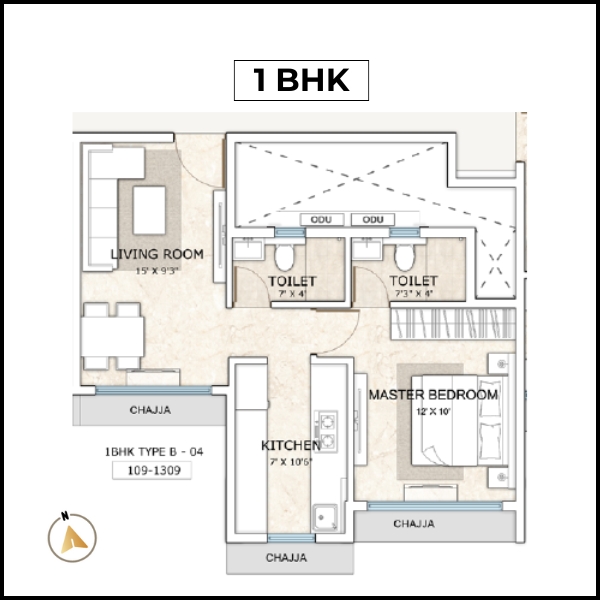 1 BHK
ODU
ODU
LIVING ROOM
15' X 9'3"
TOILET
7' X 4'
TOILET
7'3" X 4'
MASTER BEDROOM
12' X 10'
CHAJJA
KITCHEN
7' X 10'6"
1BHK TYPE B - 04
109-1309
N
CHAJJA
CHAJJA